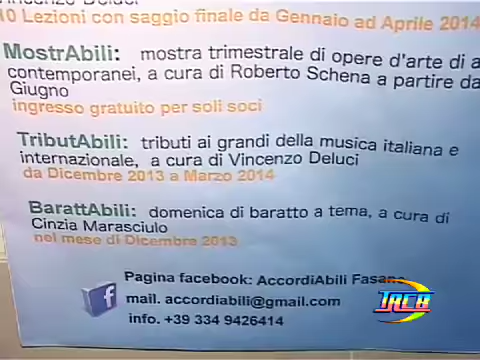 10 Lezioni con saggio finale da Gennaio ad Aprile 2014
MostrAbili: mostra trimestrale di opere d'arte di a
contemporanei, a cura di Roberto Schena a partire da
Giugno
ingresso gratuito per soli soci
TributAbili: tributi ai grandi della musica italiana e
internazionale, a cura di Vincenzo Deluci
da Dicembre 2013 a Marzo 2014
BarattAbili: domenica di baratto a tema, a cura di
Cinzia Marasciulo
nel mese di Dicembre 2013
Pagina facebook: AccordiAbili Fasano
mail. accordiabili@gmail.com
info. +39 334 9426414